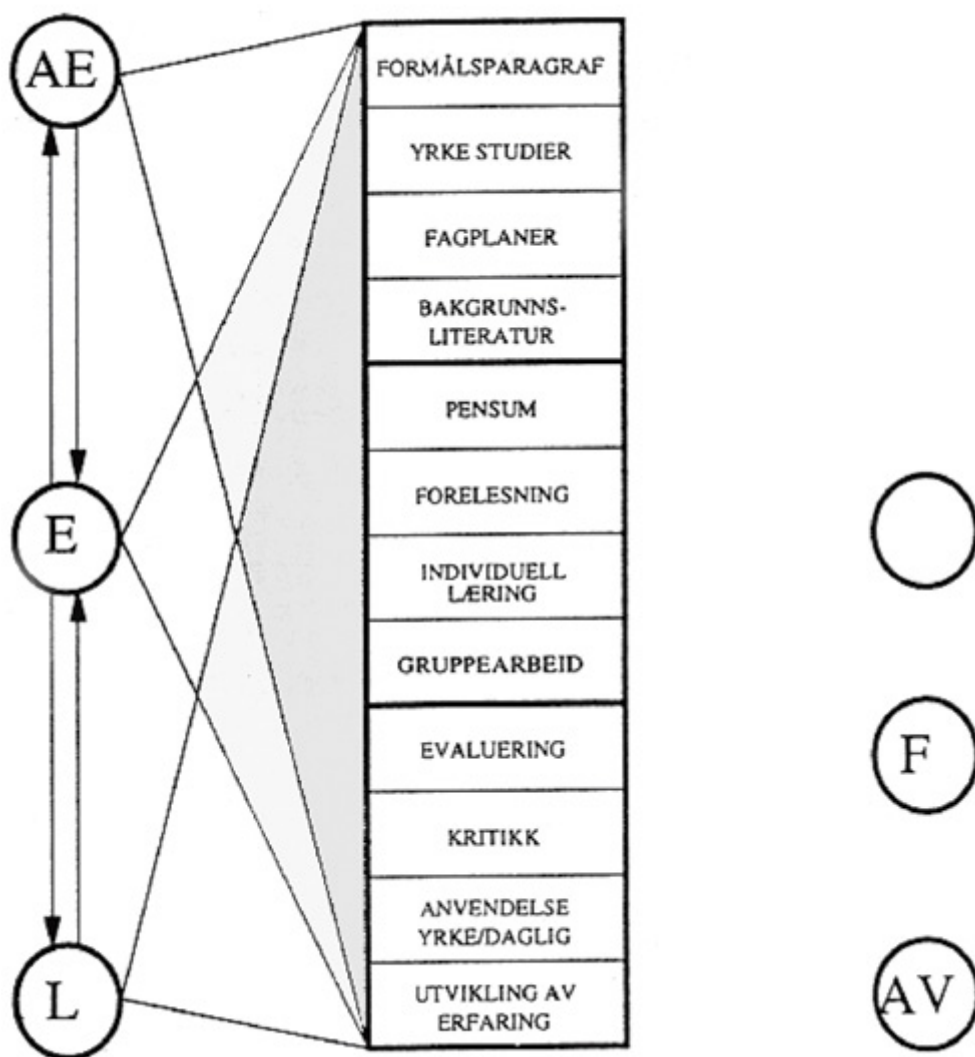 AE
E
L
FORMÅLSPARAGRAF
YRKE STUDIER
FAGPLANER
BAKGRUNNS-
LITERATUR
PENSUM
FORELESNING
INDIVIDUELL
LÆRING
GRUPPEARBEID
EVALUERING
KRITIKK
ANVENDELSE
YRKE/DAGLIG
UTVIKLING AV
ERFARING
F
AV